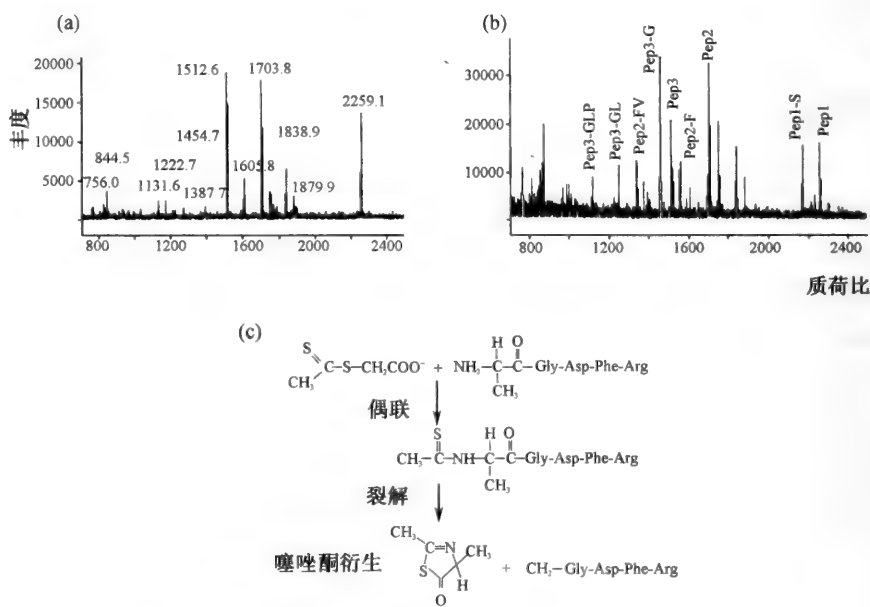 (a)
丰度
20000
15000
10000
5000
1512.6
1703.8
2259.1
1454.7
1838.9
844.5
1222.7
1605.8
756.0
1131.6
1387.7
1879.9
800 1200 1600 2000 2400
(b)
30000
20000
10000
Pep3-GLP
Pep3-GL
Pep2-FV
Pep3-G
Pep3
Pep2-F
Pep2
Pep1-S
Pep1
800 1200 1600 2000 2400
质荷比
(c)
S
CH₃ C–S–CH₂COO⁻ + NH₂–C–C–Gly-Asp-Phe-Arg
H O
CH₃
偶联
S H O
CH₃–C–NH–C–C–Gly-Asp-Phe-Arg
CH₃
裂解
噻唑酮衍生
CH₃ C=N CH₃
S H
O
+ CH₂–Gly-Asp-Phe-Arg